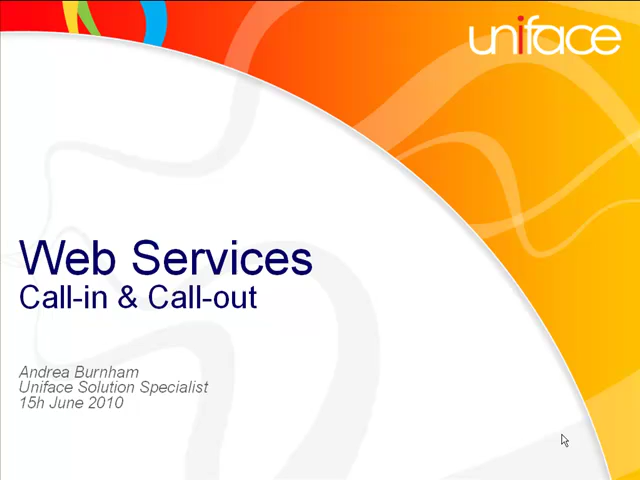 uniface
Web Services
Call-in & Call-out
Andrea Burnham
Uniface Solution Specialist
15h June 2010